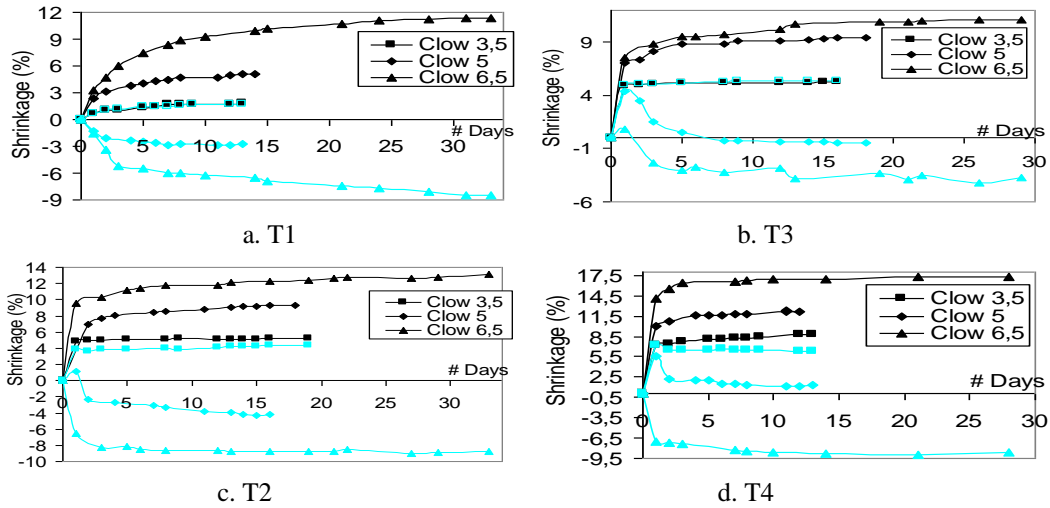 12
9
6
3
0
-3
-6
-9
Shrinkage (%)
0 5 10 15 20 25 30
# Days
Clow 3,5
Clow 5
Clow 6,5
a. T1
9
4
-1
-6
Shrinkage (%)
0 5 10 15 20 25 30
# Days
Clow 3,5
Clow 5
Clow 6,5
b. T3
14
12
10
8
6
4
2
0
-2
-4
-6
-8
-10
Shrinkage (%)
0 5 10 15 20 25 30
# Days
Clow 3,5
Clow 5
Clow 6,5
c. T2
17,5
14,5
11,5
8,5
5,5
2,5
-0,5
-3,5
-6,5
-9,5
Shrinkage (%)
0 5 10 15 20 25 30
# Days
Clow 3,5
Clow 5
Clow 6,5
d. T4